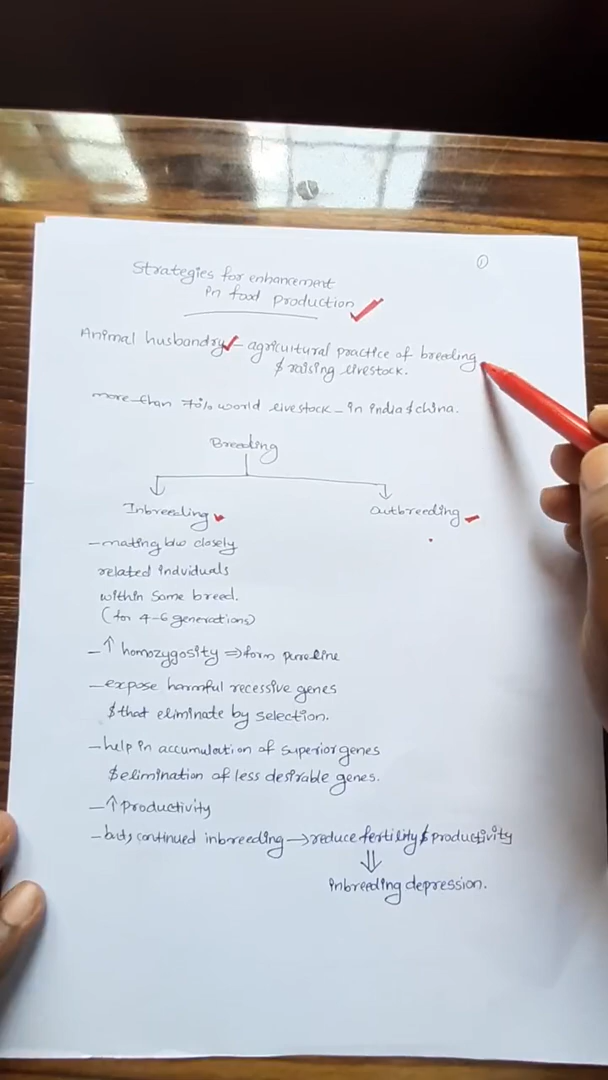 ①
Strategies for enhancement
in food production
Animal husbandry - agricultural practice of breeding
& raising livestock.
more than 70% world livestock - in india & china.
Breeding
Inbreeding
outbreeding
- mating b/w closely
related indviduals
within same breed.
(for 4-6 generations)
- ↑ homozygosity ⇒ form pureline
- expose harmful recessive genes
& that eliminate by selection.
- help in accumulation of superior genes
& elimination of less desirable genes.
- ↑ productivity
- but, continued inbreeding → reduce fertility & productivity
⇓
inbreeding depression.